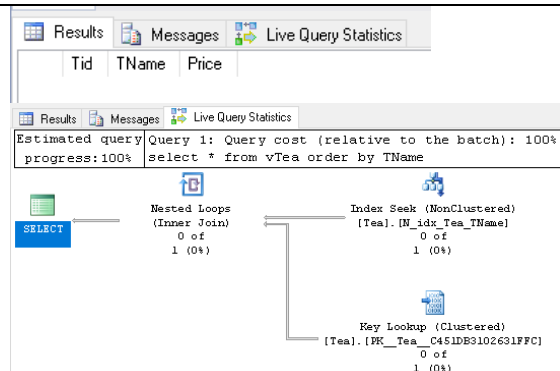 Results Messages Live Query Statistics
Tid TName Price
Results Messages Live Query Statistics
Estimated query progress:100%
Query 1: Query cost (relative to the batch): 100%
select * from vTea order by TName
SELECT
Nested Loops
(Inner Join)
0 of
1 (0%)
Index Seek (NonClustered)
[Tea].[N_idx_Tea_TName]
0 of
1 (0%)
Key Lookup (Clustered)
[Tea].[PK__Tea__C451DB3102631FFC]
0 of
1 (0%)